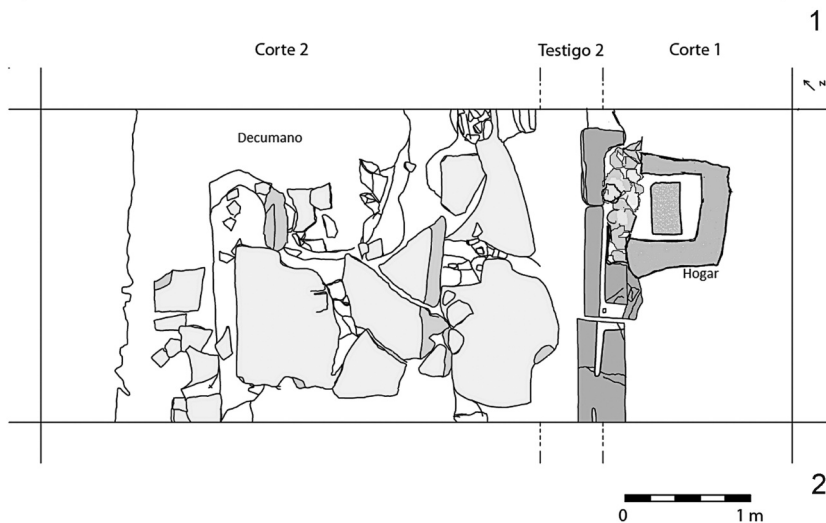 1
Corte 2
Testigo 2
Corte 1
z
Decumano
Hogar
2
0
1 m